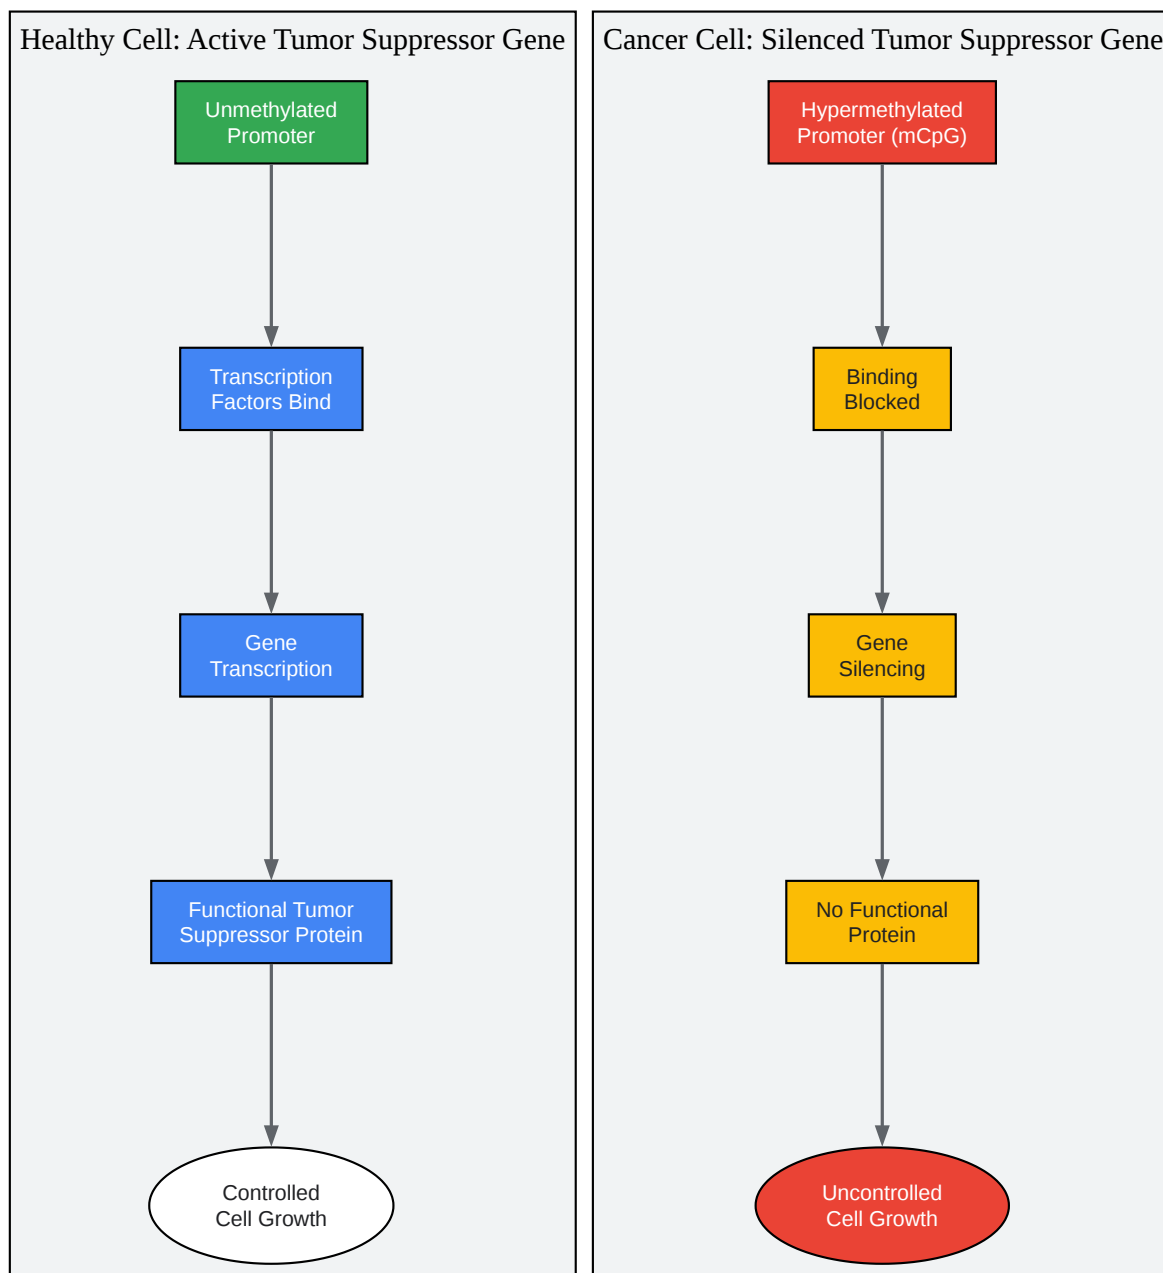 Healthy Cell: Active Tumor Suppressor Gene
Unmethylated
Promoter
Transcription
Factors Bind
Gene
Transcription
Functional Tumor
Suppressor Protein
Controlled
Cell Growth
Cancer Cell: Silenced Tumor Suppressor Gene
Hypermethylated
Promoter (mCpG)
Binding
Blocked
Gene
Silencing
No Functional
Protein
Uncontrolled
Cell Growth